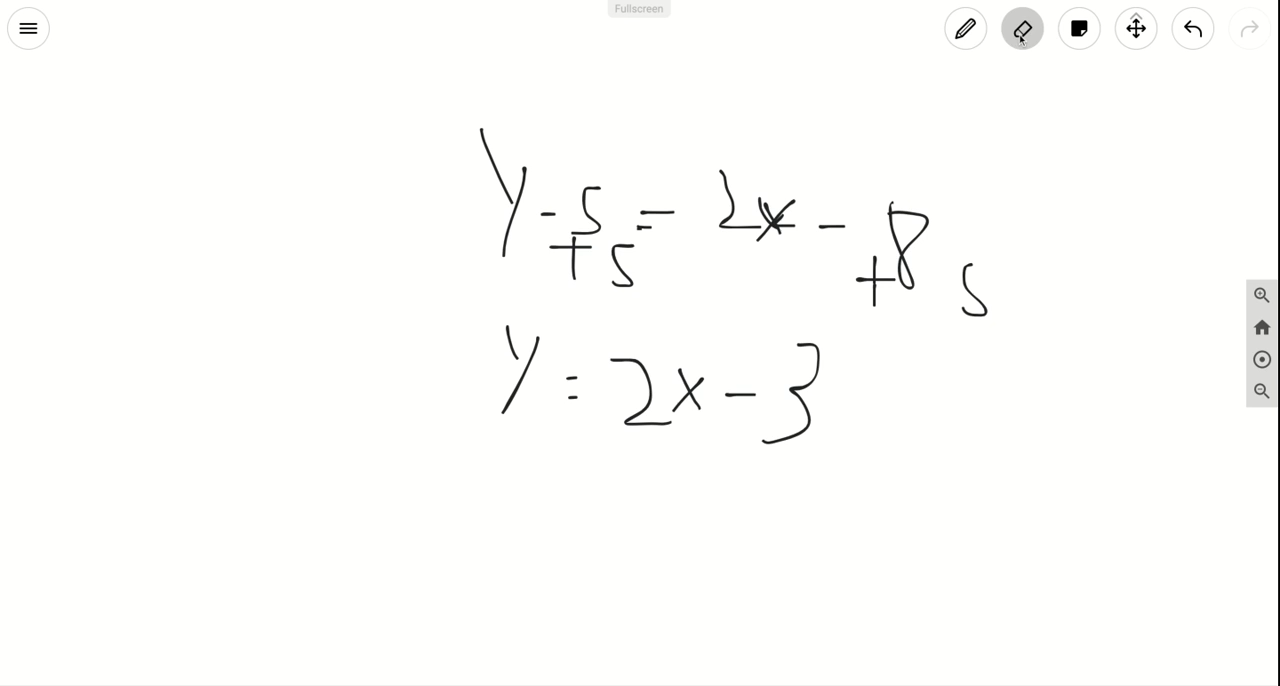 Fullscreen
y - 5 = 2x - 8
+ 5 + 5
y = 2x - 3